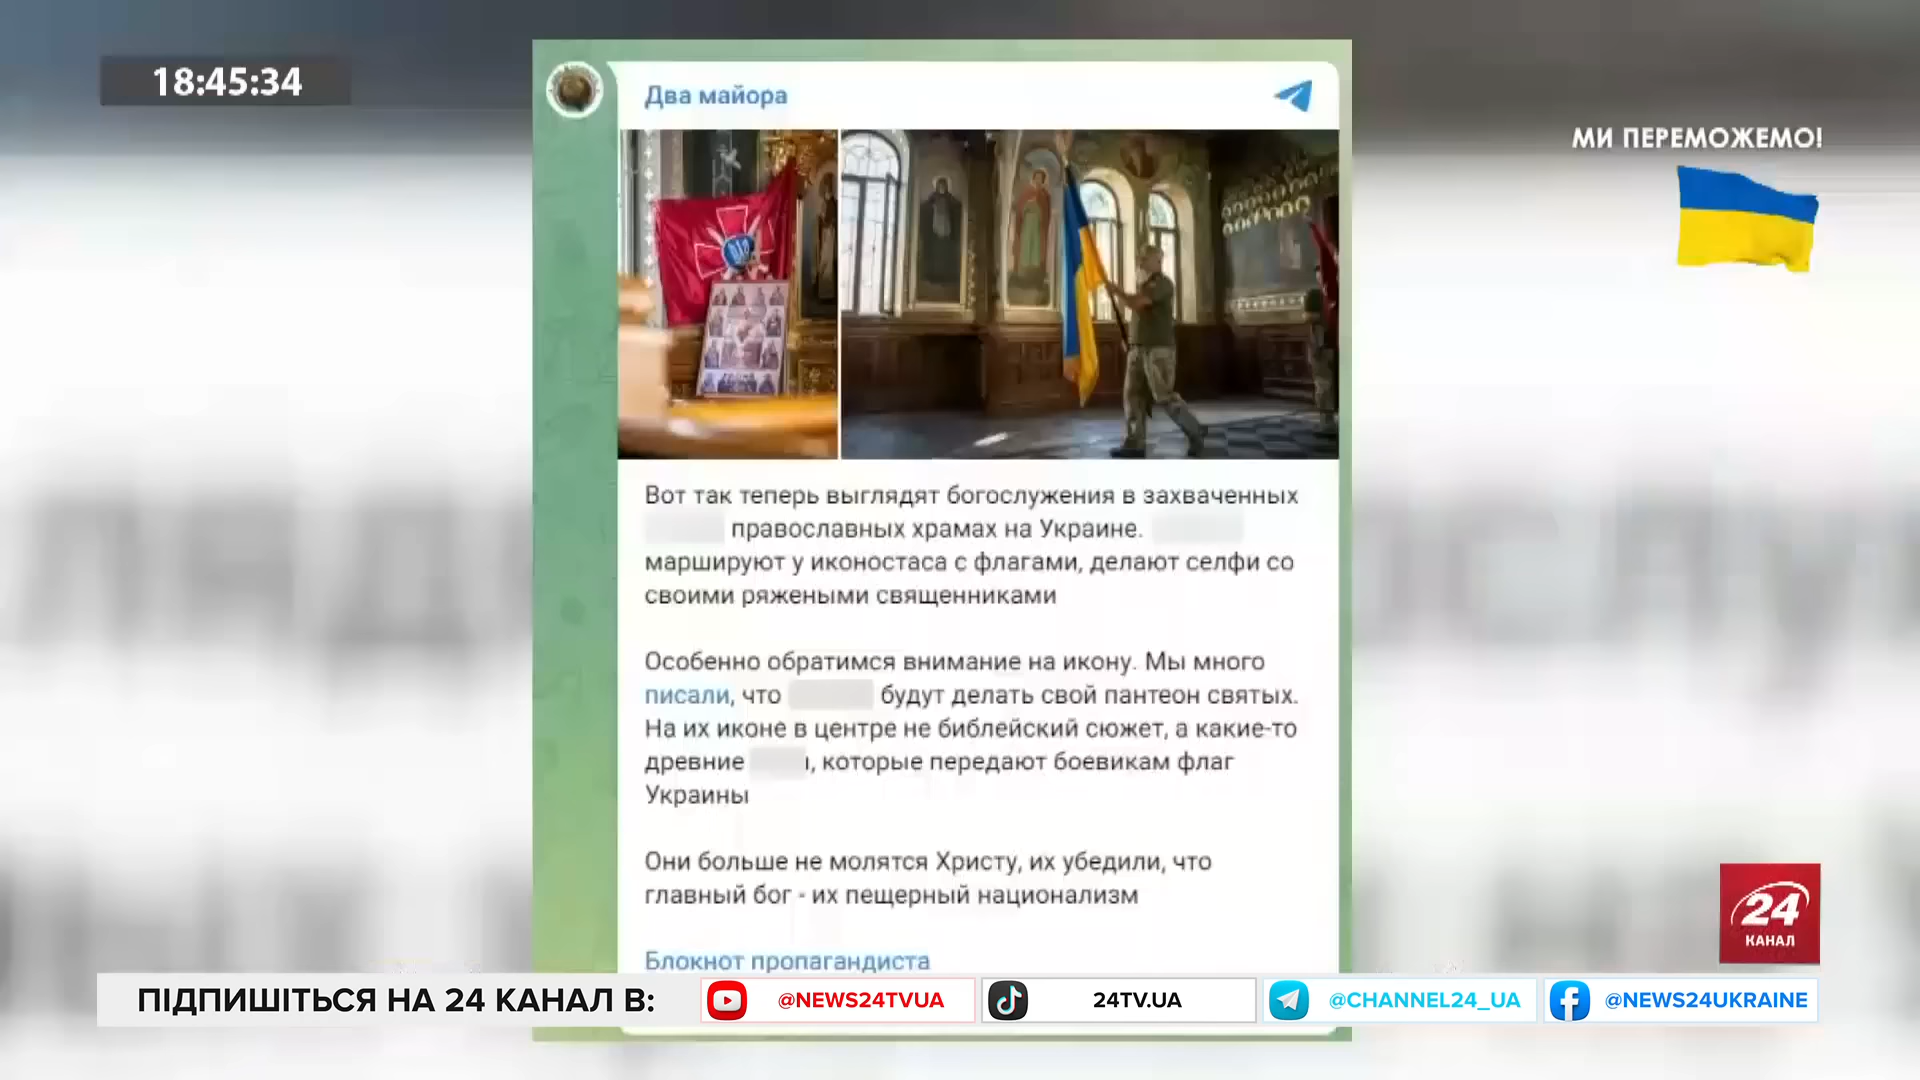 18:45:34
Два майора
МИ ПЕРЕМОЖЕМО!
Вот так теперь выглядят богослужения в захваченных
православных храмах на Украине.
маршируют у иконостаса с флагами, делают селфи со
своими ряжеными священниками
Особенно обратимся внимание на икону. Мы много
писали, что будут делать свой пантеон святых.
На их иконе в центре не библейский сюжет, а какие-то
древние , которые передают боевикам флаг
Украины
Они больше не молятся Христу, их убедили, что
главный бог - их пещерный национализм
Блокнот пропагандиста
24
КАНАЛ
ПІДПИШІТЬСЯ НА 24 КАНАЛ В: @NEWS24TVUA 24TV.UA @CHANNEL24_UA @NEWS24UKRAINE